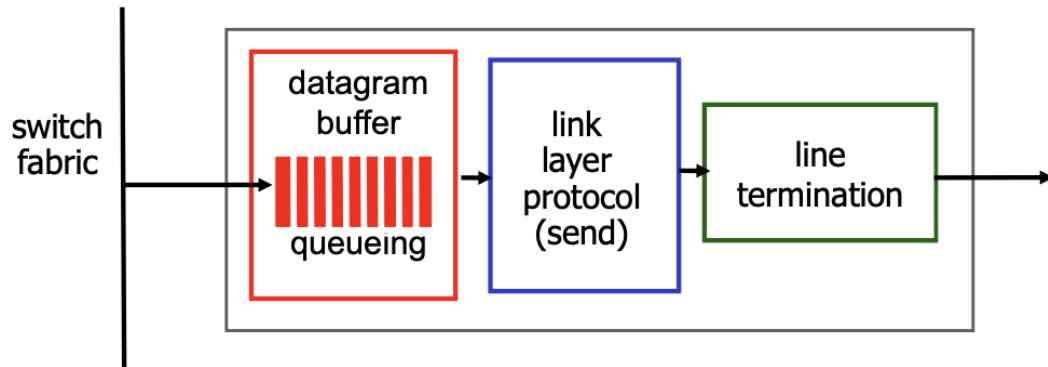 switch
fabric
datagram
buffer
queueing
link
layer
protocol
(send)
line
termination